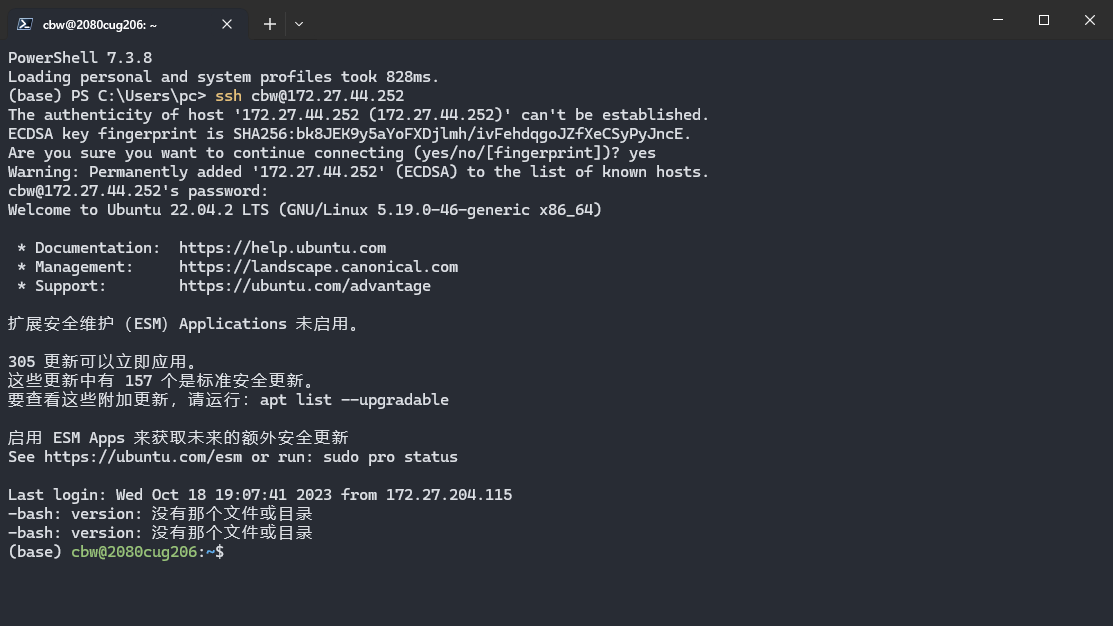 cbw@2080cug206: ~
PowerShell 7.3.8
Loading personal and system profiles took 828ms.
(base) PS C:\Users\pc> ssh cbw@172.27.44.252
The authenticity of host '172.27.44.252 (172.27.44.252)' can't be established.
ECDSA key fingerprint is SHA256:bk8JEK9y5aYoFXDjlmh/ivFehdqgoJZfXeCSyPyJncE.
Are you sure you want to continue connecting (yes/no/[fingerprint])? yes
Warning: Permanently added '172.27.44.252' (ECDSA) to the list of known hosts.
cbw@172.27.44.252's password:
Welcome to Ubuntu 22.04.2 LTS (GNU/Linux 5.19.0-46-generic x86_64)
* Documentation:  https://help.ubuntu.com
* Management:     https://landscape.canonical.com
* Support:        https://ubuntu.com/advantage
扩展安全维护（ESM）Applications 未启用。
305 更新可以立即应用。
这些更新中有 157 个是标准安全更新。
要查看这些附加更新，请运行：apt list --upgradable
启用 ESM Apps 来获取未来的额外安全更新
See https://ubuntu.com/esm or run: sudo pro status
Last login: Wed Oct 18 19:07:41 2023 from 172.27.204.115
-bash: version: 没有那个文件或目录
-bash: version: 没有那个文件或目录
(base) cbw@2080cug206:~$